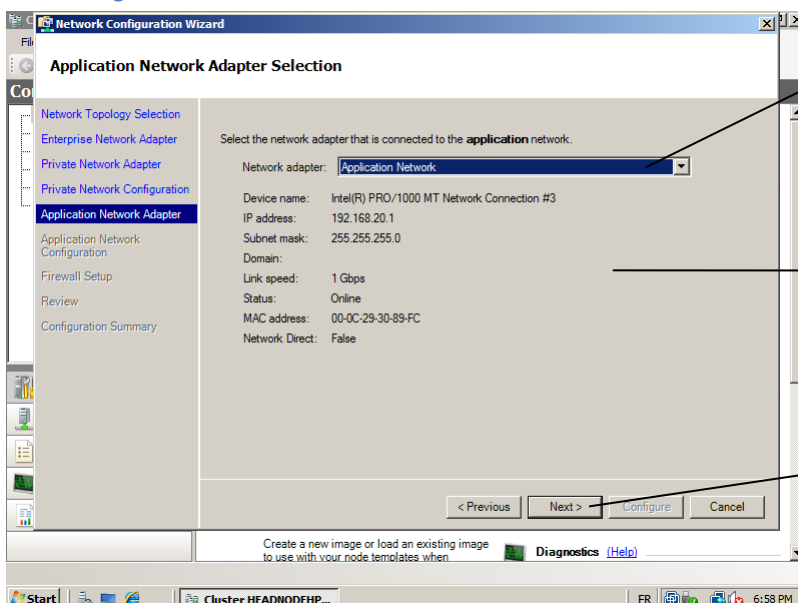 Network Configuration Wizard
Fil
Application Network Adapter Selection
Co
Network Topology Selection
Enterprise Network Adapter
Private Network Adapter
Private Network Configuration
Application Network Adapter
Application Network
Configuration
Firewall Setup
Review
Configuration Summary
Select the network adapter that is connected to the application network.
Network adapter: Application Network
Device name: Intel(R) PRO/1000 MT Network Connection #3
IP address: 192.168.20.1
Subnet mask: 255.255.255.0
Domain:
Link speed: 1 Gbps
Status: Online
MAC address: 00-0C-29-30-89-FC
Network Direct: False
< Previous Next > Configure Cancel
Create a new image or load an existing image
to use with your node templates when
Diagnostics (Help)
Start Cluster HEADNODEHP... FR 6:58 PM